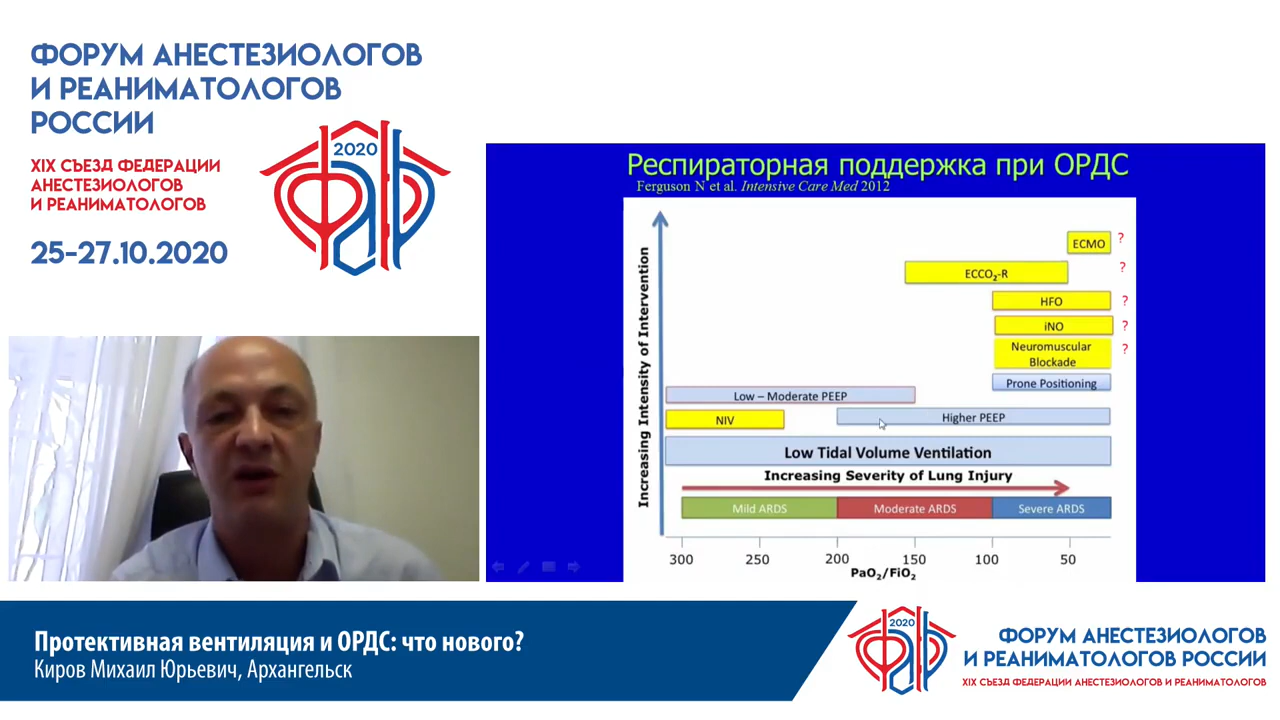 ФОРУМ АНЕСТЕЗИОЛОГОВ
И РЕАНИМАТОЛОГОВ
РОССИИ
XIX СЪЕЗД ФЕДЕРАЦИИ
АНЕСТЕЗИОЛОГОВ
И РЕАНИМАТОЛОГОВ
25-27.10.2020
2020
Респираторная поддержка при ОРДС
Ferguson N et al. Intensive Care Med 2012
Increasing Intensity of Intervention
ECMO ?
ECCO2-R ?
HFO ?
iNO ?
Neuromuscular
Blockade ?
Prone Positioning
Low – Moderate PEEP
NIV
Higher PEEP
Low Tidal Volume Ventilation
Increasing Severity of Lung Injury
Mild ARDS Moderate ARDS Severe ARDS
300 250 200 150 100 50
PaO2/FiO2
Протективная вентиляция и ОРДС: что нового?
Киров Михаил Юрьевич, Архангельск
2020
ФОРУМ АНЕСТЕЗИОЛОГОВ
И РЕАНИМАТОЛОГОВ РОССИИ
XIX СЪЕЗД ФЕДЕРАЦИИ АНЕСТЕЗИОЛОГОВ И РЕАНИМАТОЛОГОВ